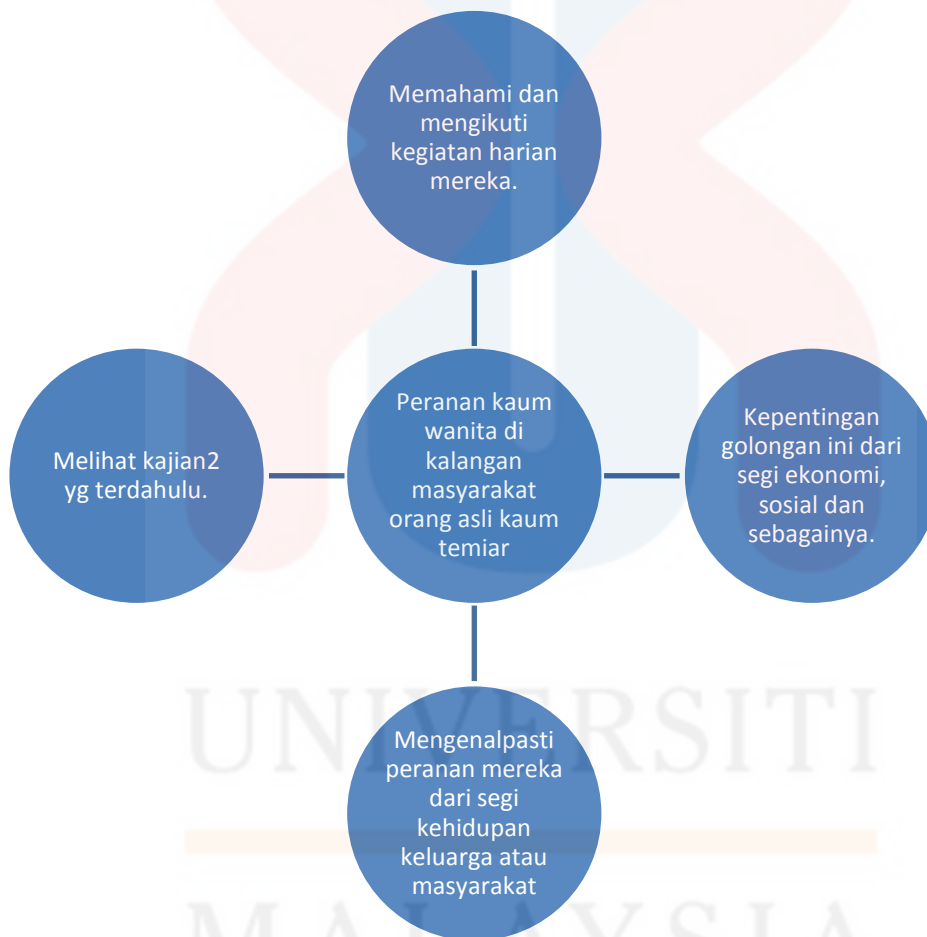 Memahami dan
mengikuti
kegiatan harian
mereka.
Melihat kajian2
yg terdahulu.
Peranan kaum
wanita di
kalangan
masyarakat
orang asli kaum
temiar
Kepentingan
golongan ini dari
segi ekonomi,
sosial dan
sebagainya.
Mengenalpasti
peranan mereka
dari segi
kehidupan
keluarga atau
masyarakat
UNIVERSITI
MALAYSIA